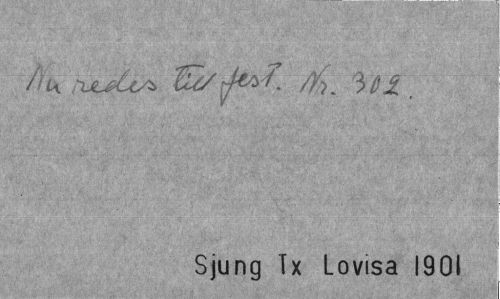 Nu redes till fest. Nr. 302.
Sjung Tx Lovisa 1901